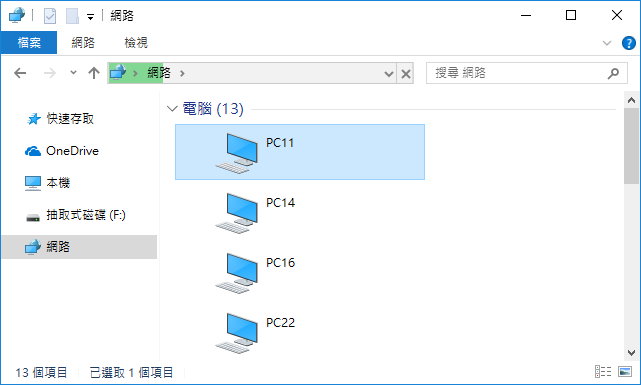 網路
檔案 網路 檢視
網路 搜尋 網路
快速存取
OneDrive
本機
抽取式磁碟 (F:)
網路
電腦 (13)
PC11
PC14
PC16
PC22
13 個項目 已選取 1 個項目